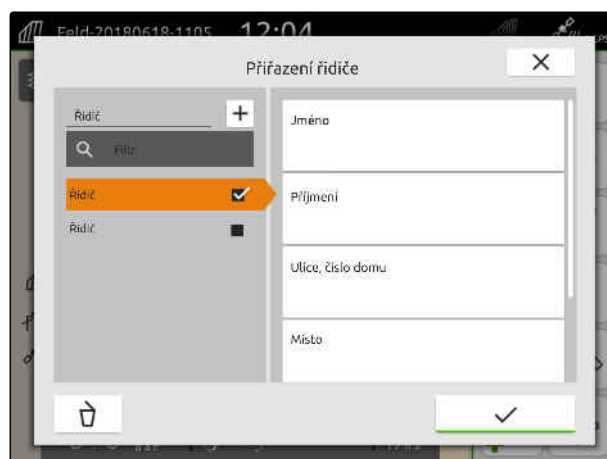 Feld-20180618-1105 12:04
Přiřazení řidiče
Řidič
Filtr
Řidič
Řidič
Jméno
Příjmení
Ulice, číslo domu
Místo